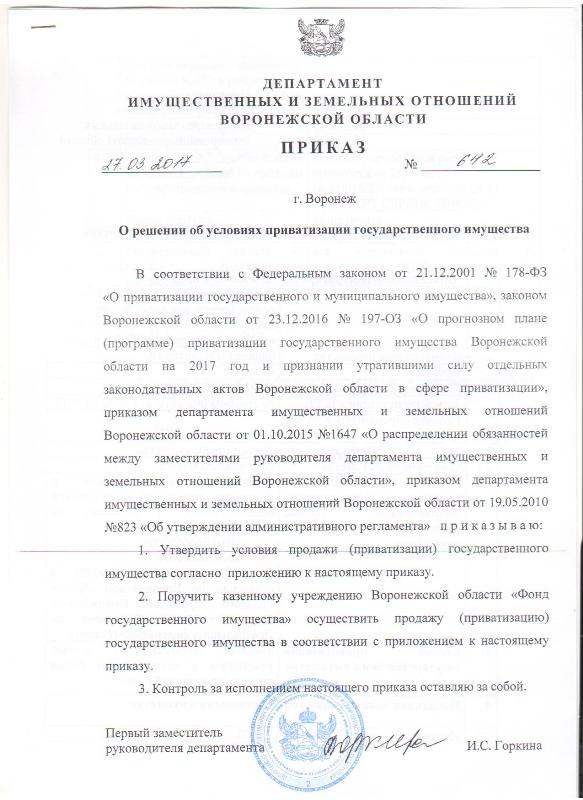 ДЕПАРТАМЕНТ
ИМУЩЕСТВЕННЫХ И ЗЕМЕЛЬНЫХ ОТНОШЕНИЙ
ВОРОНЕЖСКОЙ ОБЛАСТИ
ПРИКАЗ
27.03.2017 № 642
г. Воронеж
О решении об условиях приватизации государственного имущества
В соответствии с Федеральным законом от 21.12.2001 № 178-ФЗ
«О приватизации государственного и муниципального имущества», законом
Воронежской области от 23.12.2016 № 197-ОЗ «О прогнозном плане
(программе) приватизации государственного имущества Воронежской
области на 2017 год и признании утратившими силу отдельных
законодательных актов Воронежской области в сфере приватизации»,
приказом департамента имущественных и земельных отношений
Воронежской области от 01.10.2015 №1647 «О распределении обязанностей
между заместителями руководителя департамента имущественных и
земельных отношений Воронежской области», приказом департамента
имущественных и земельных отношений Воронежской области от 19.05.2010
№823 «Об утверждении административного регламента» п р и к а з ы в а ю:
1. Утвердить условия продажи (приватизации) государственного
имущества согласно приложению к настоящему приказу.
2. Поручить казенному учреждению Воронежской области «Фонд
государственного имущества» осуществить продажу (приватизацию)
государственного имущества в соответствии с приложением к настоящему
приказу.
3. Контроль за исполнением настоящего приказа оставляю за собой.
Первый заместитель
руководителя департамента И.С. Горкина
2